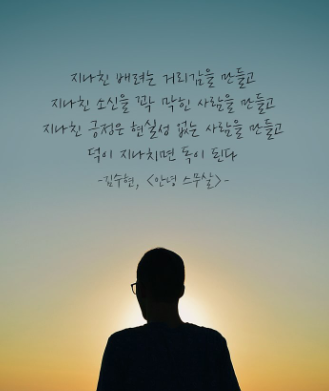 지나친 배려는 거리감을 만들고
지나친 소신을 꽉 막힌 사람을 만들고
지나친 긍정은 현실성 없는 사람을 만들고
덕이 지나치면 독이 된다
-김수현, <안녕 스무살>-